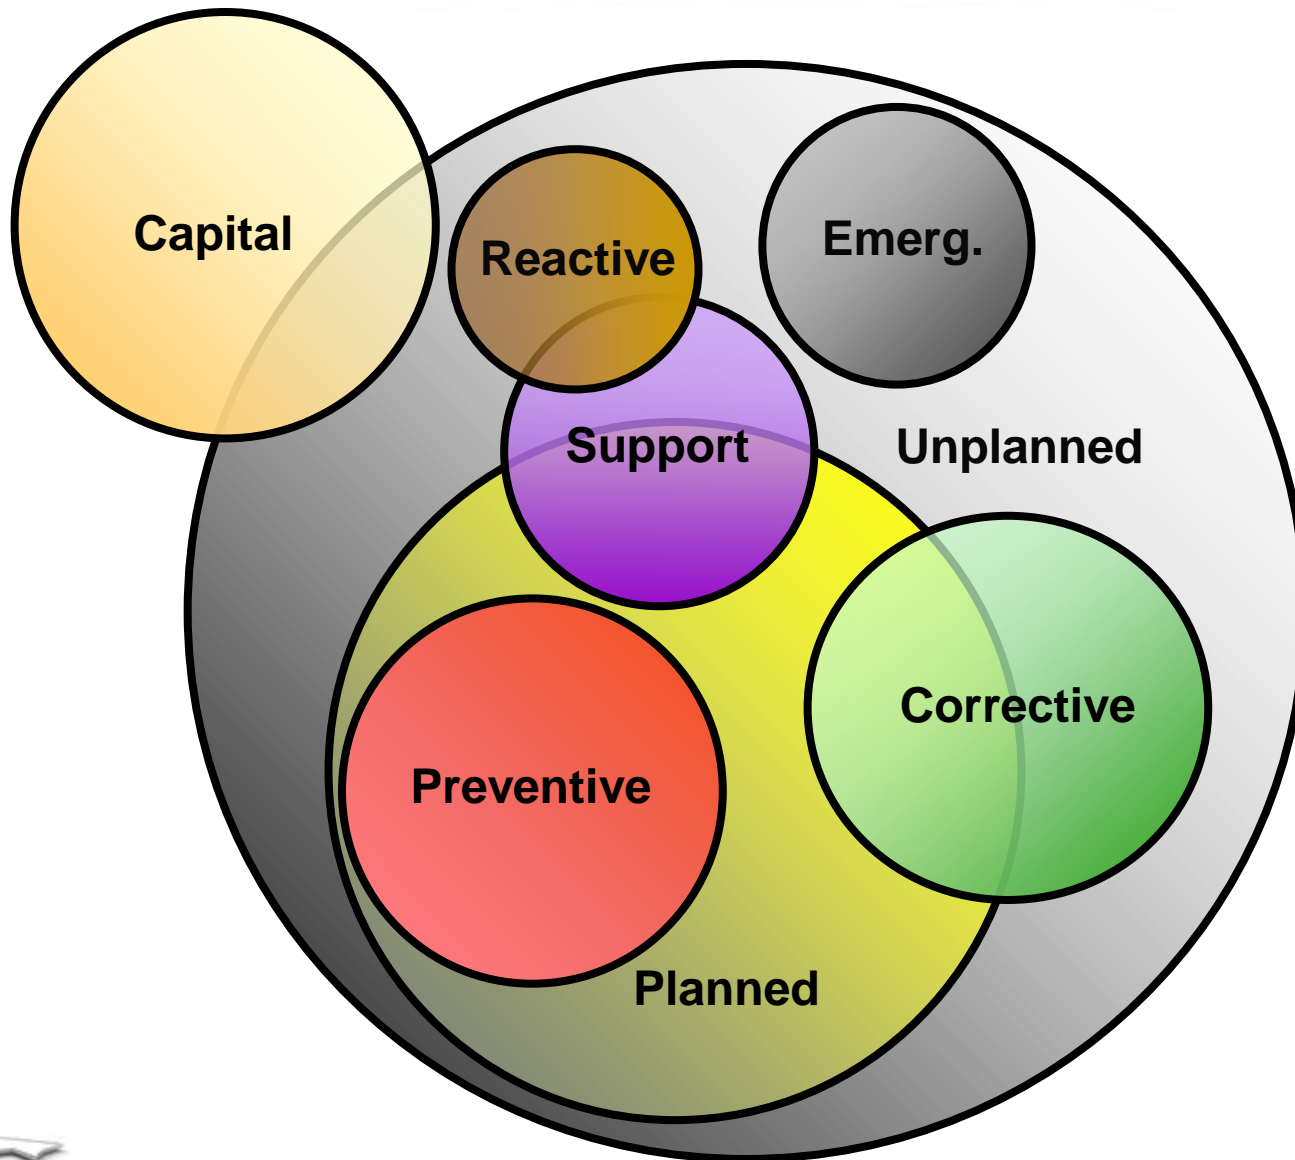 Capital
Reactive
Emerg.
Support
Unplanned
Corrective
Preventive
Planned